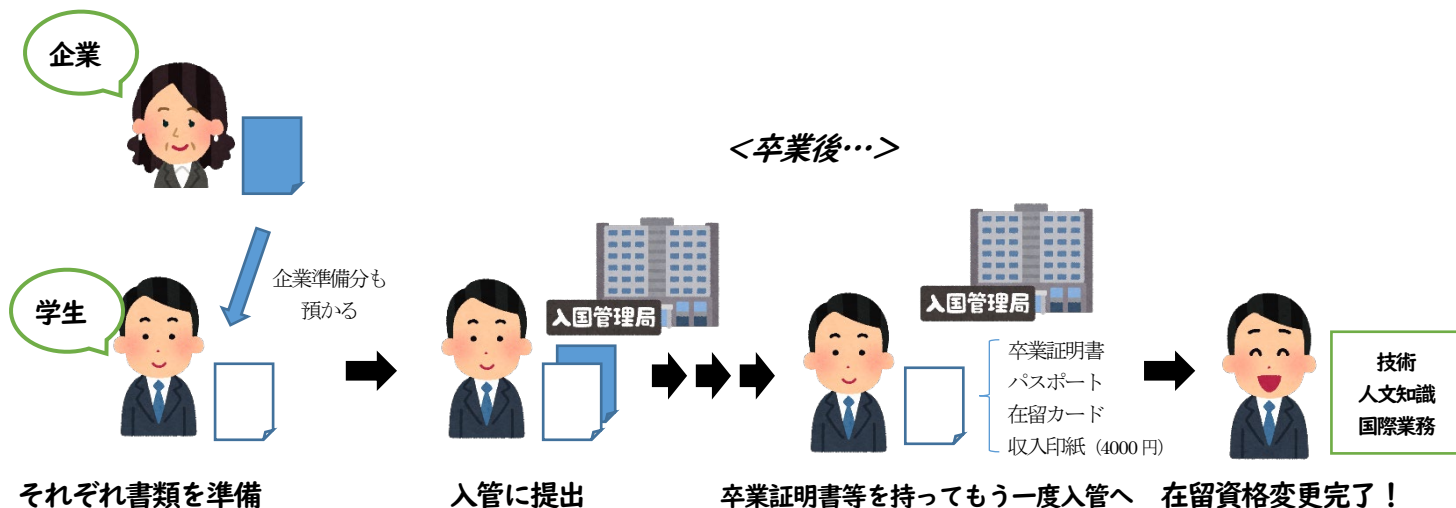 企業
学生
企業準備分も
預かる
それぞれ書類を準備
入国管理局
入管に提出
<卒業後…>
入国管理局
卒業証明書
パスポート
在留カード
収入印紙（4000 円）
卒業証明書等を持ってもう一度入管へ
技術
人文知識
国際業務
在留資格変更完了！